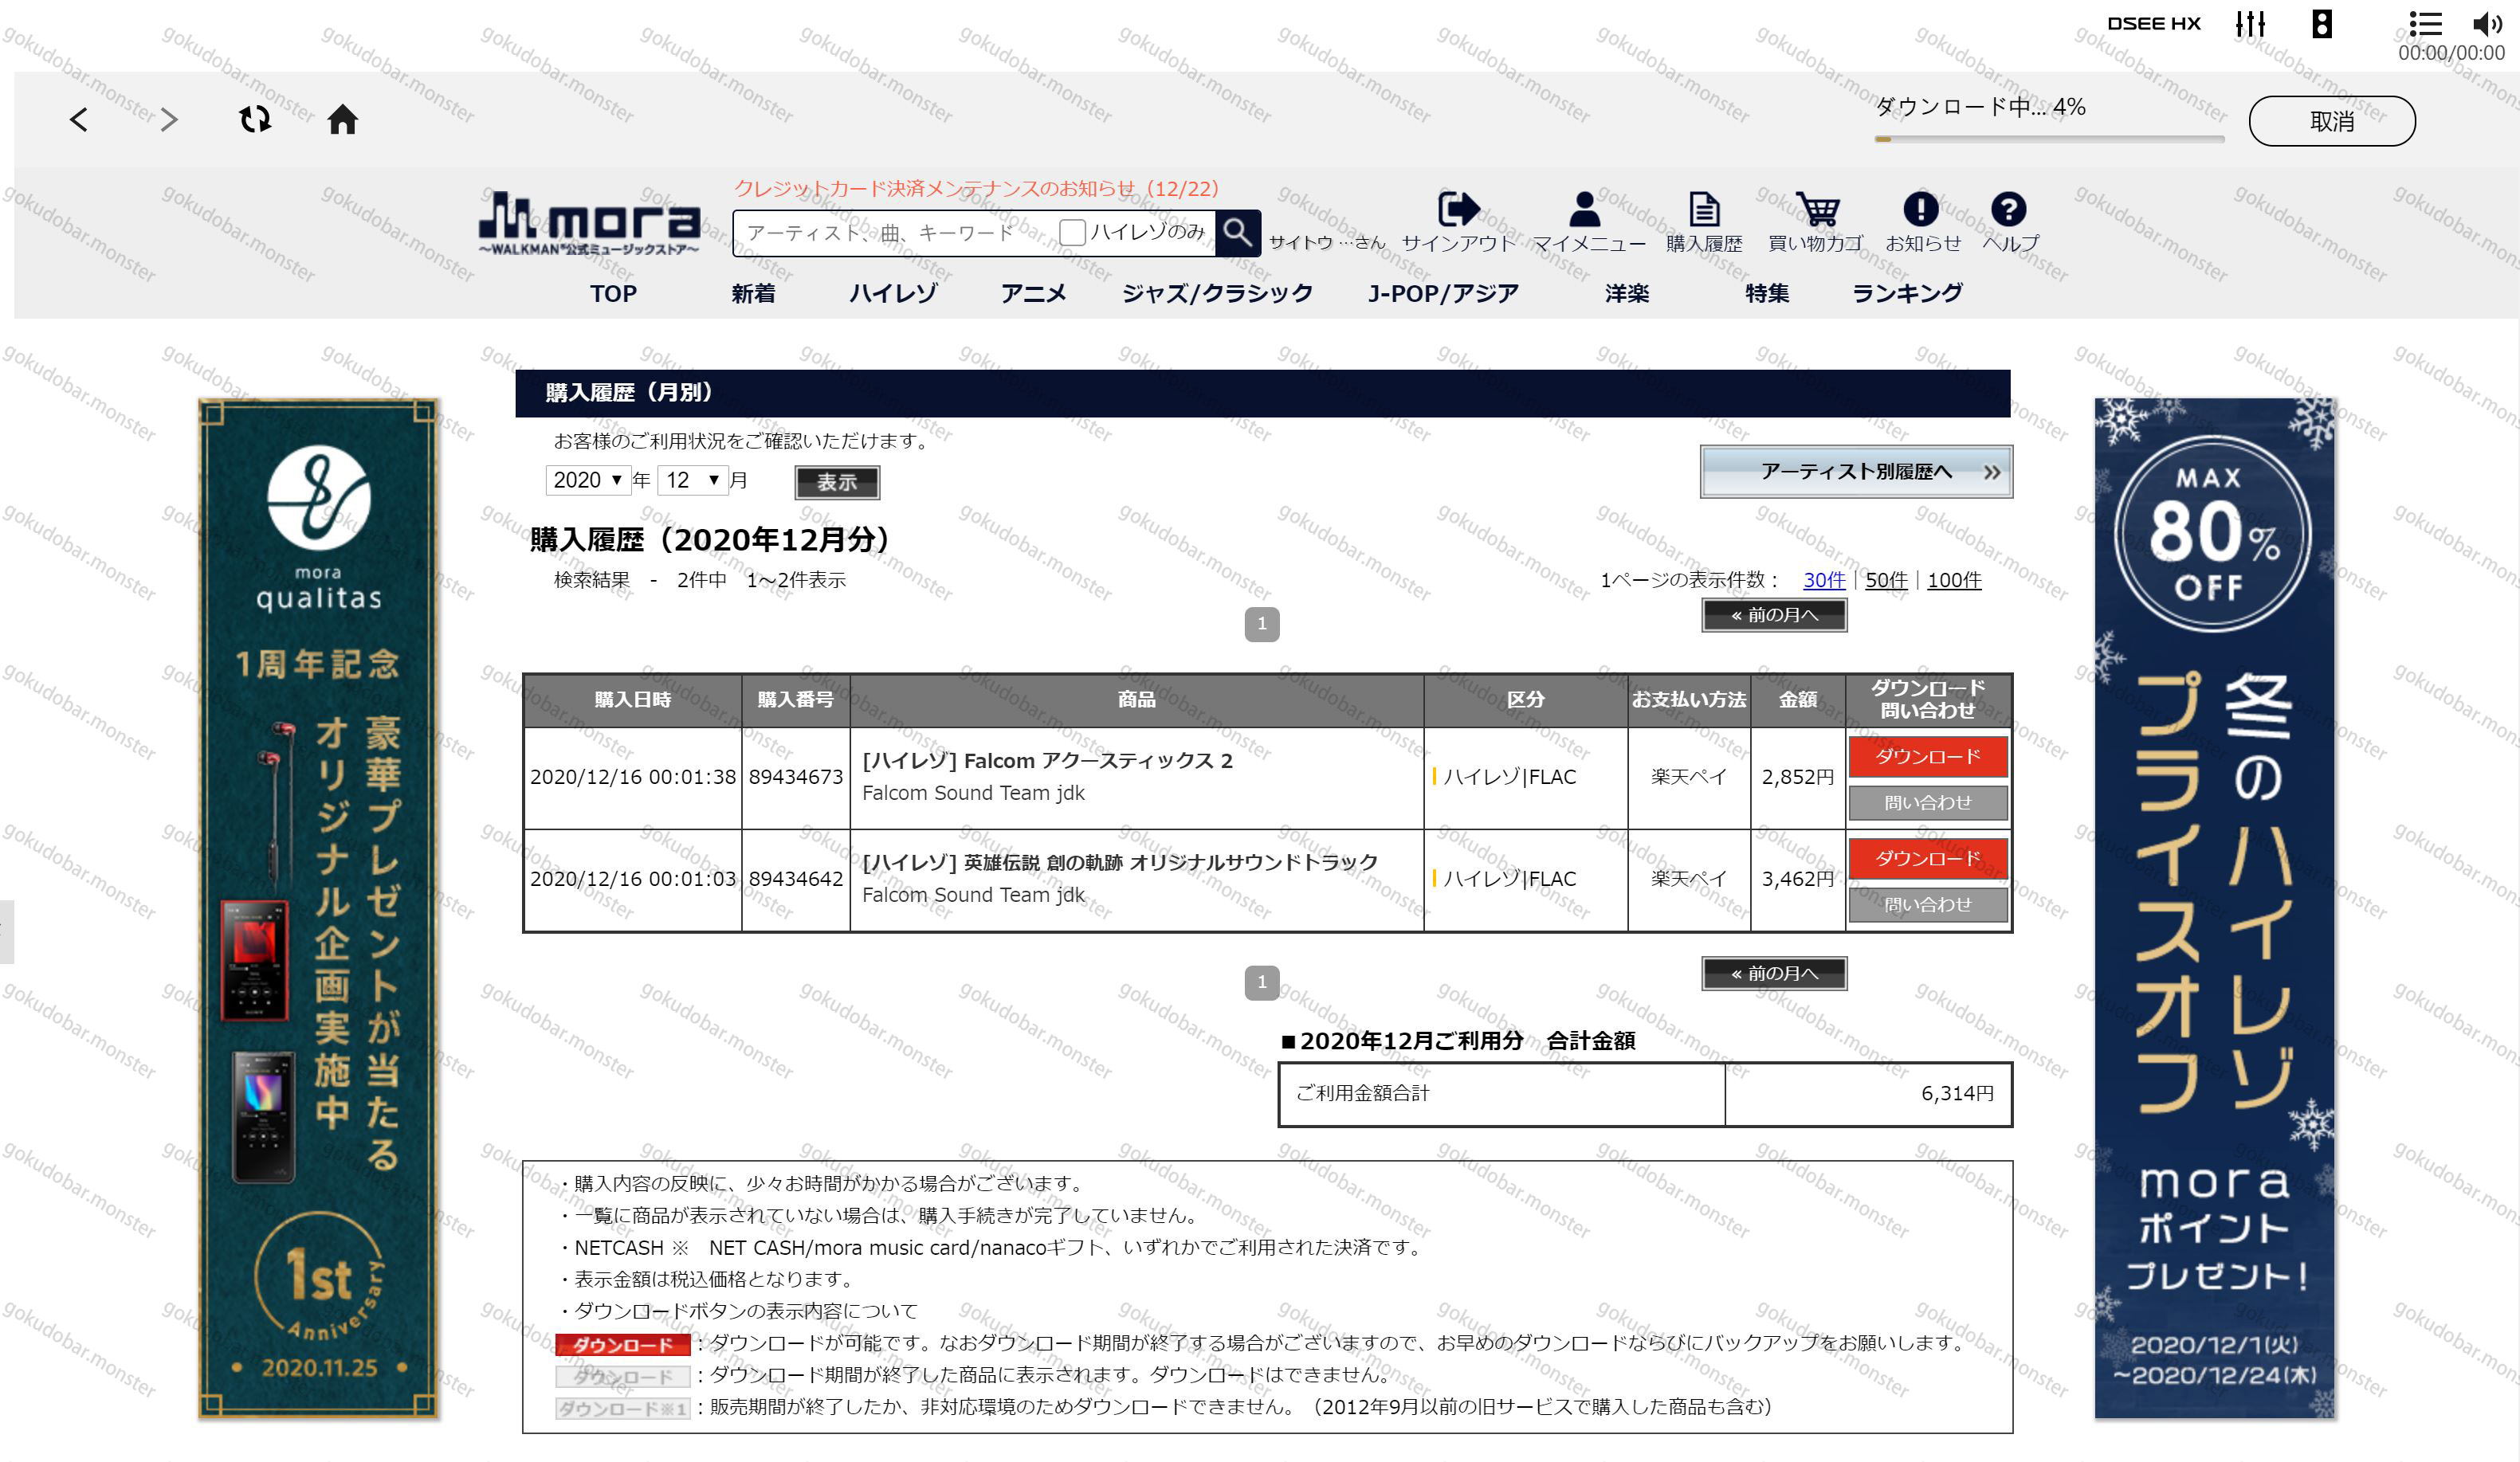 DSEE HX
00:00/00:00
ダウンロード中... 4%
取消
クレジットカード決済メンテナンスのお知らせ（12/22）
mora
～WALKMAN®公式ミュージックストア～
アーティスト、曲、キーワード
ハイレゾのみ
サイトウ …さん
サインアウト
マイメニュー
購入履歴
買い物カゴ
お知らせ
ヘルプ
TOP
新着
ハイレゾ
アニメ
ジャズ/クラシック
J-POP/アジア
洋楽
特集
ランキング
mora
qualitas
1周年記念
豪華プレゼントが当たる
オリジナル企画実施中
1st
Anniversary
• 2020.11.25 •
購入履歴（月別）
お客様のご利用状況をご確認いただけます。
2020 ▼ 年 12 ▼ 月 表示
アーティスト別履歴へ »
購入履歴（2020年12月分）
検索結果 - 2件中 1～2件表示
1ページの表示件数： 30件｜50件｜100件
« 前の月へ
1
購入日時 購入番号 商品 区分 お支払い方法 金額 ダウンロード
問い合わせ
2020/12/16 00:01:38 89434673 [ハイレゾ] Falcom アクースティックス 2
Falcom Sound Team jdk
ハイレゾ|FLAC 楽天ペイ 2,852円 ダウンロード
問い合わせ
2020/12/16 00:01:03 89434642 [ハイレゾ] 英雄伝説 創の軌跡 オリジナルサウンドトラック
Falcom Sound Team jdk
ハイレゾ|FLAC 楽天ペイ 3,462円 ダウンロード
問い合わせ
« 前の月へ
1
■2020年12月ご利用分 合計金額
ご利用金額合計 6,314円
・購入内容の反映に、少々お時間がかかる場合がございます。
・一覧に商品が表示されていない場合は、購入手続きが完了していません。
・NETCASH ※ NET CASH/mora music card/nanacoギフト、いずれかでご利用された決済です。
・表示金額は税込価格となります。
・ダウンロードボタンの表示内容について
ダウンロード：ダウンロードが可能です。なおダウンロード期間が終了する場合がございますので、お早めのダウンロードならびにバックアップをお願いします。
ダウンロード：ダウンロード期間が終了した商品に表示されます。ダウンロードはできません。
ダウンロード※1：販売期間が終了したか、非対応環境のためダウンロードできません。（2012年9月以前の旧サービスで購入した商品も含む）
MAX
80%
OFF
冬のハイレゾ
プライスオフ
mora
ポイント
プレゼント！
2020/12/1(火)
～2020/12/24(木)
gokudobar.monster